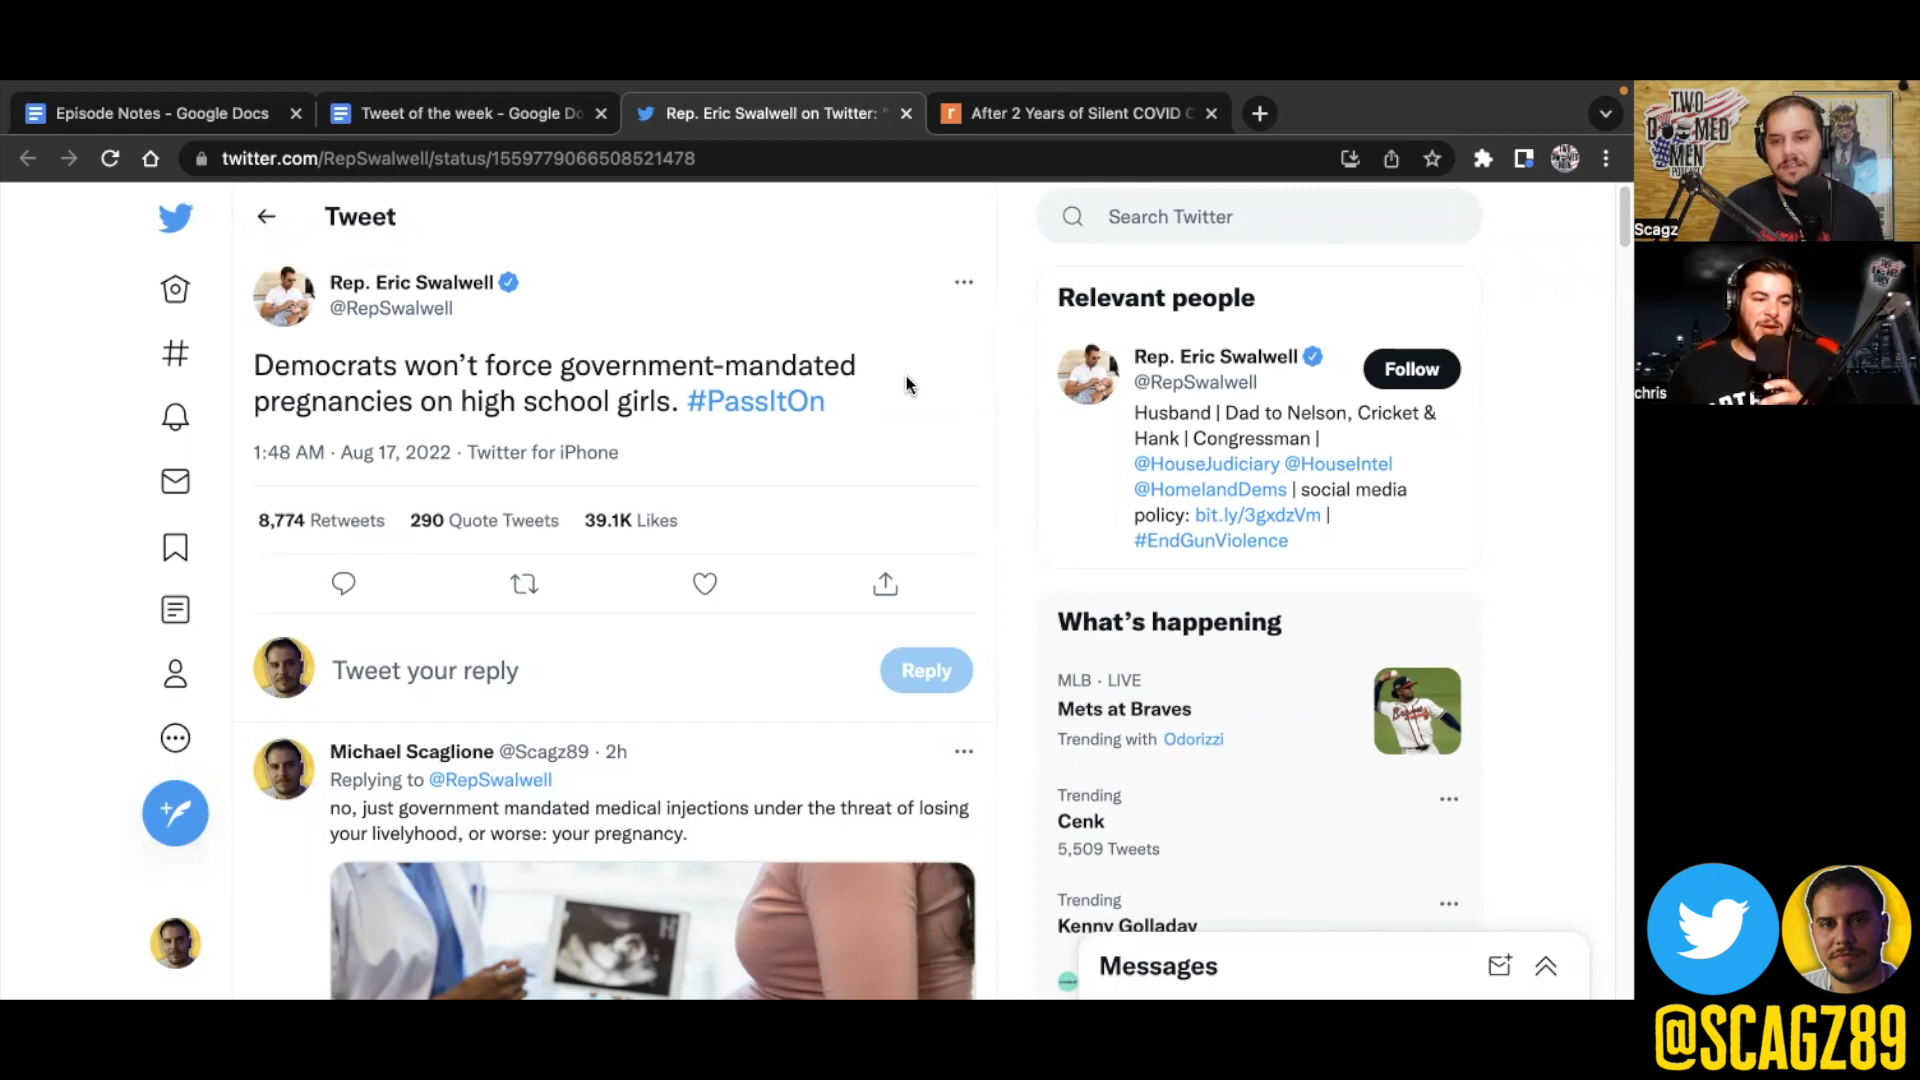 Episode Notes - Google Docs
Tweet of the week - Google Do
Rep. Eric Swalwell on Twitter: "
After 2 Years of Silent COVID C
twitter.com/RepSwalwell/status/1559779066508521478
TWO
DOOMED
MEN
PODCAST
Scagz
chris
Tweet
Search Twitter
Rep. Eric Swalwell
@RepSwalwell
Democrats won’t force government-mandated
pregnancies on high school girls. #PassItOn
1:48 AM · Aug 17, 2022 · Twitter for iPhone
8,774 Retweets 290 Quote Tweets 39.1K Likes
Tweet your reply
Reply
Michael Scaglione @Scagz89 · 2h
Replying to @RepSwalwell
no, just government mandated medical injections under the threat of losing
your livelyhood, or worse: your pregnancy.
Relevant people
Rep. Eric Swalwell
@RepSwalwell
Follow
Husband | Dad to Nelson, Cricket &
Hank | Congressman |
@HouseJudiciary @HouseIntel
@HomelandDems | social media
policy: bit.ly/3gxdzVm |
#EndGunViolence
What’s happening
MLB · LIVE
Mets at Braves
Trending with Odorizzi
Trending
Cenk
5,509 Tweets
Trending
Kenny Golladay
Messages
@SCAGZ89